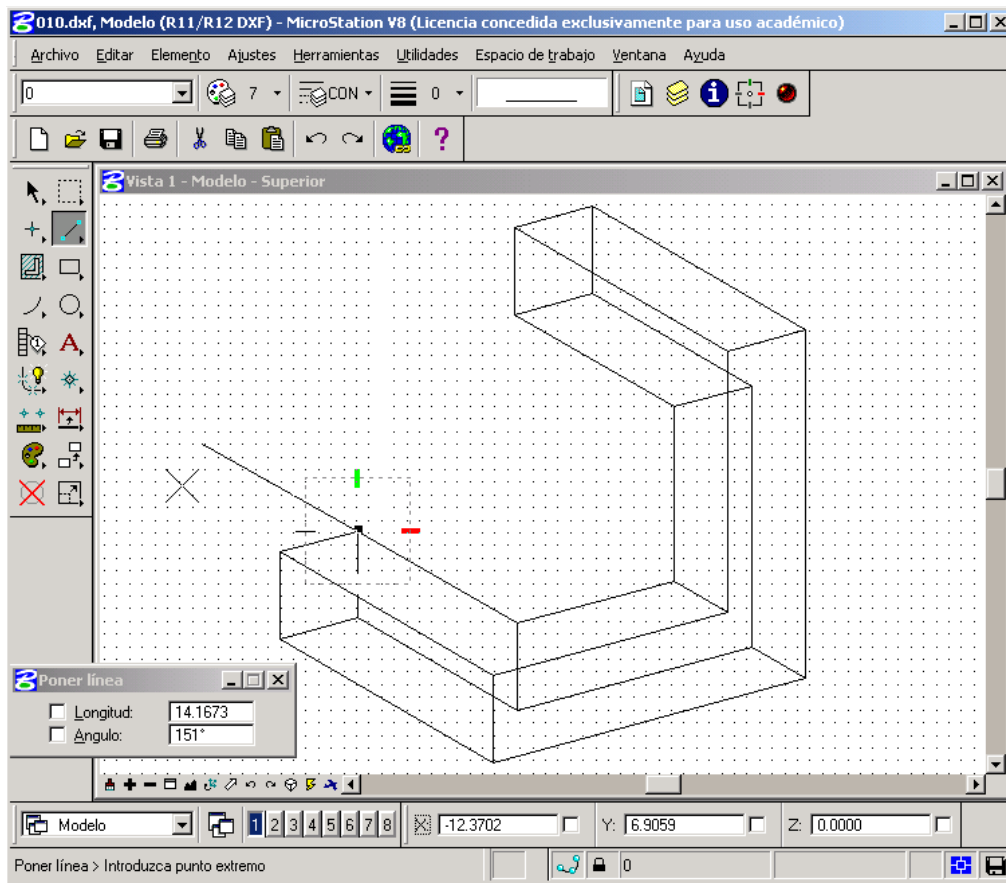 010.dxf, Modelo (R11/R12 DXF) - MicroStation V8 (Licencia concedida exclusivamente para uso académico)
Archivo Editar Elemento Ajustes Herramientas Utilidades Espacio de trabajo Ventana Ayuda
0 7 CON 0
?
Vista 1 - Modelo - Superior
1
A
Poner línea
Longitud: 14.1673
Angulo: 151°
Modelo 1 2 3 4 5 6 7 8 X: -12.3702 Y: 6.9059 Z: 0.0000
Poner línea > Introduzca punto extremo 0